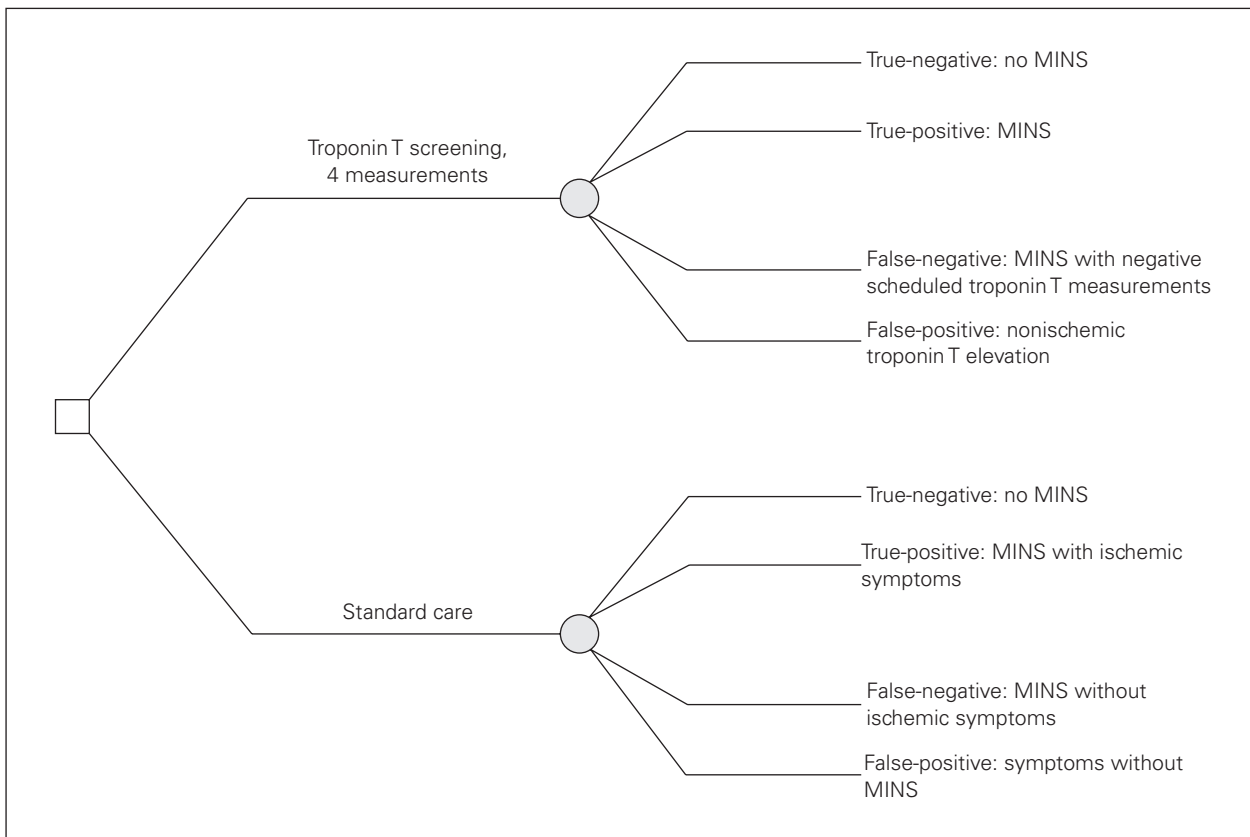 True-negative: no MINS
Troponin T screening,
4 measurements
True-positive: MINS
False-negative: MINS with negative
scheduled troponin T measurements
False-positive: nonischemic
troponin T elevation
Standard care
True-negative: no MINS
True-positive: MINS with ischemic
symptoms
False-negative: MINS without
ischemic symptoms
False-positive: symptoms without
MINS